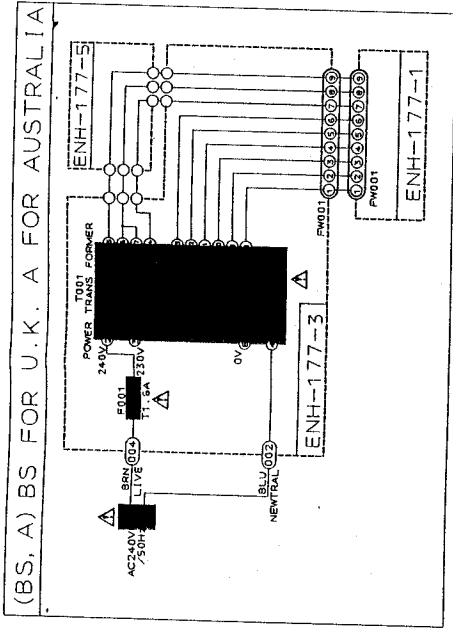 (BS, A) BS FOR U.K. A FOR AUSTRALIA
ENH-177-5
T001
POWER TRANS FORMER
240V
230V
0V
F001
T1.6A
BRN
004
LIVE
AC240V
/50Hz
BLU
002
NEWTRAL
ENH-177-3
FW001
1 2 3 4 5 6 7 8 9
1 2 3 4 5 6 7 8 9
FW001
ENH-177-1